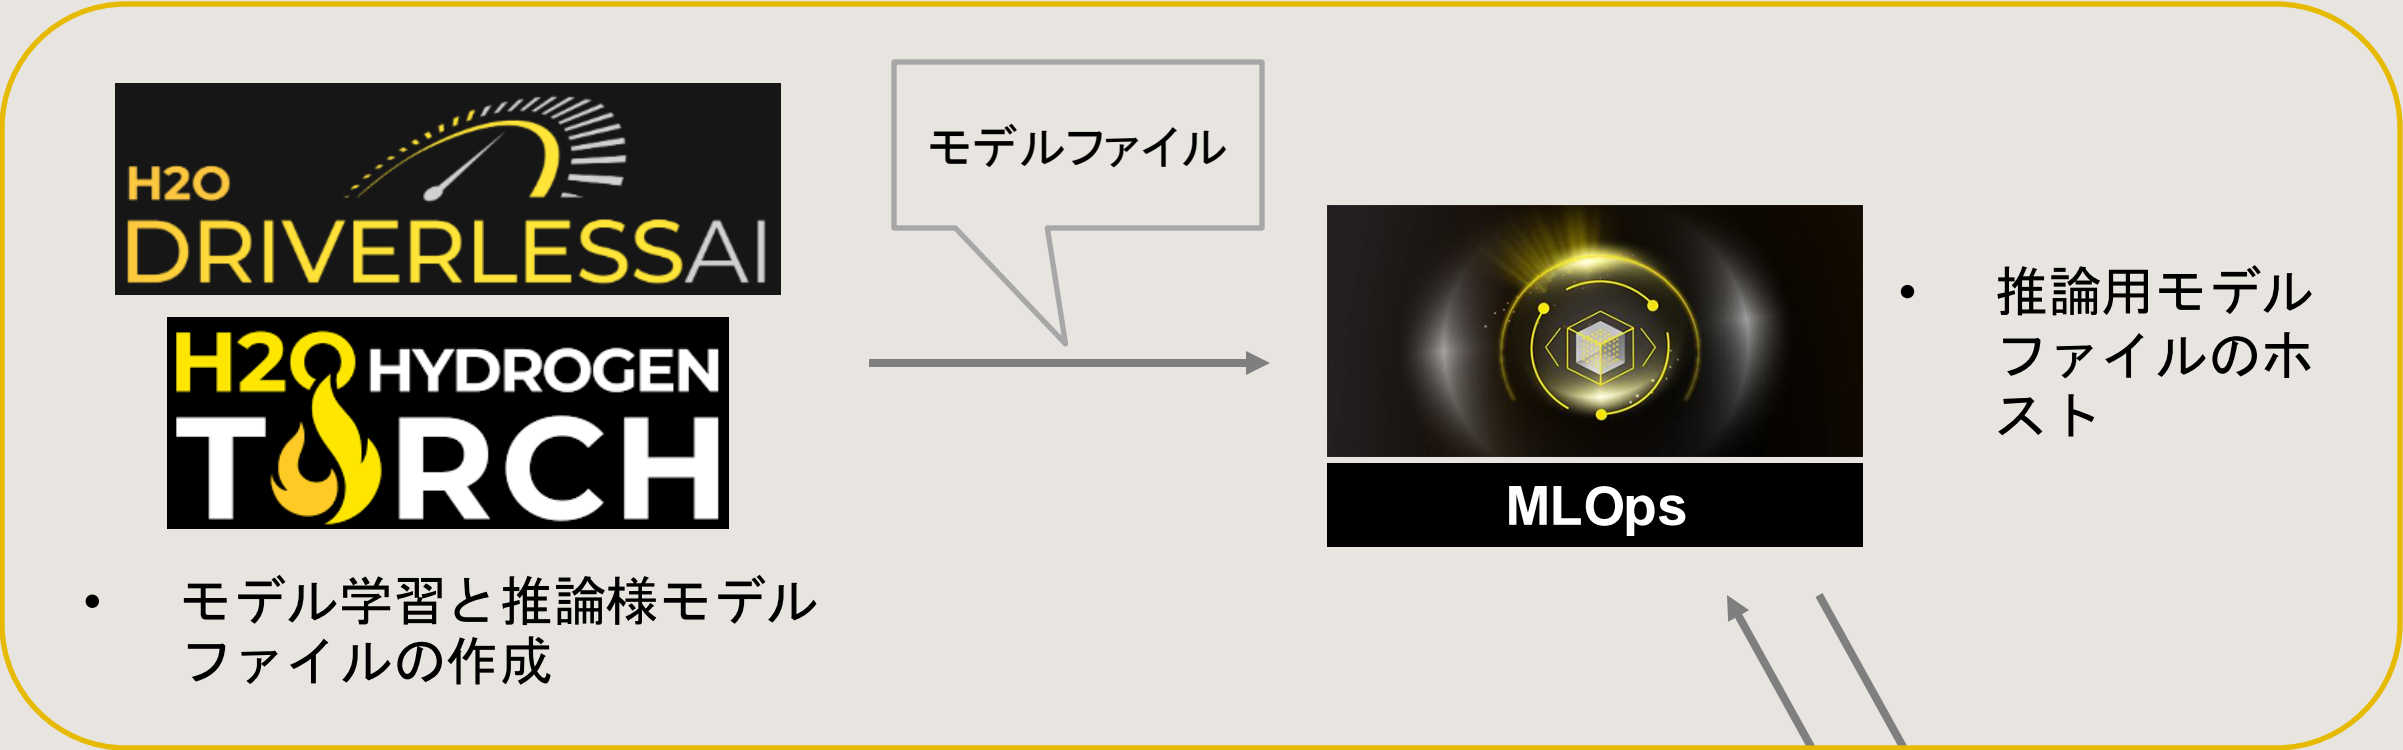 H2O
DRIVERLESSAI
H2O HYDROGEN
TORCH
• モデル学習と推論様モデル
ファイルの作成
モデルファイル
MLOps
• 推論用モデル
ファイルのホ
スト